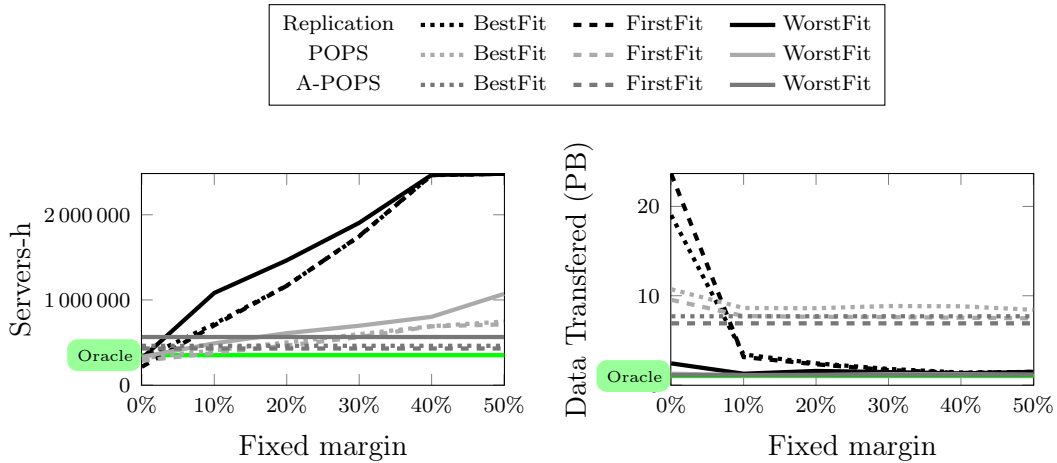 Replication BestFit FirstFit WorstFit
POPS BestFit FirstFit WorstFit
A-POPS BestFit FirstFit WorstFit
Servers-h
2 000 000
1 000 000
Oracle
0
0% 10% 20% 30% 40% 50%
Fixed margin
Data Transfered (PB)
20
10
Oracle
0% 10% 20% 30% 40% 50%
Fixed margin